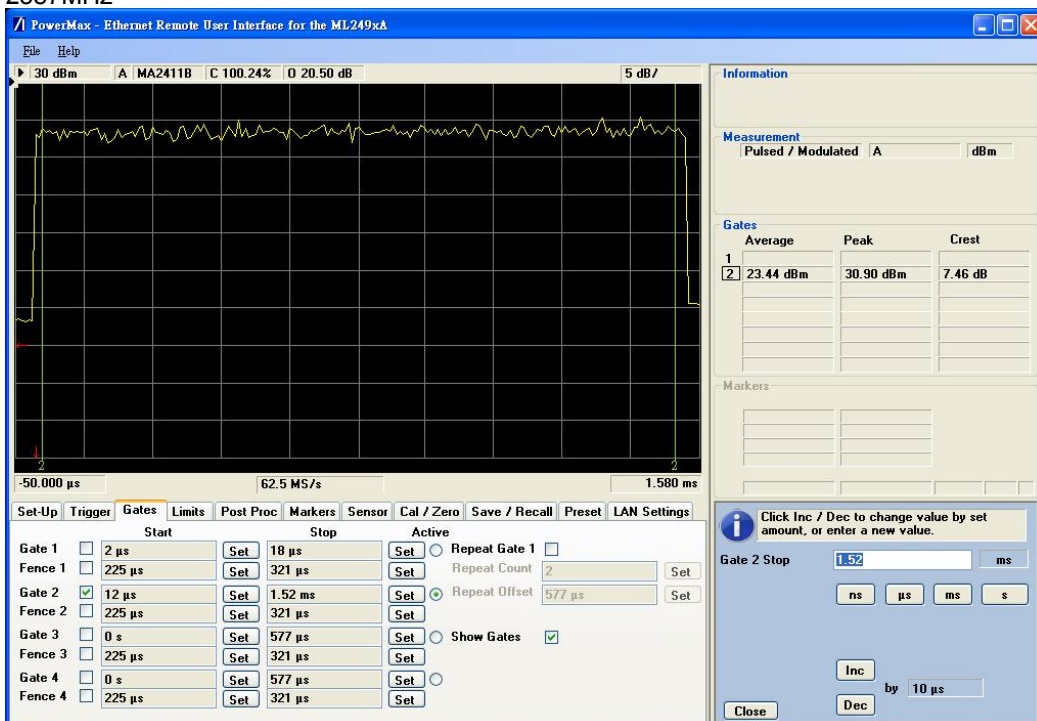 PowerMax - Ethernet Remote User Interface for the ML249xA
File Help
30 dBm A MA2411B C 100.24% O 20.50 dB 5 dB/
2 2
-50.000 µs 62.5 MS/s 1.580 ms
Set-Up Trigger Gates Limits Post Proc Markers Sensor Cal / Zero Save / Recall Preset LAN Settings
Start Stop Active
Gate 1 2 µs Set 18 µs Set Repeat Gate 1
Fence 1 225 µs Set 321 µs Set Repeat Count 2 Set
Gate 2 12 µs Set 1.52 ms Set Repeat Offset 577 µs Set
Fence 2 225 µs Set 321 µs Set
Gate 3 0 s Set 577 µs Set Show Gates
Fence 3 225 µs Set 321 µs Set
Gate 4 0 s Set 577 µs Set
Fence 4 225 µs Set 321 µs Set
Information
Measurement
Pulsed / Modulated A dBm
Gates
Average Peak Crest
1
2 23.44 dBm 30.90 dBm 7.46 dB
Markers
Click Inc / Dec to change value by set
amount, or enter a new value.
Gate 2 Stop 1.52 ms
ns µs ms s
Inc
by 10 µs
Close Dec